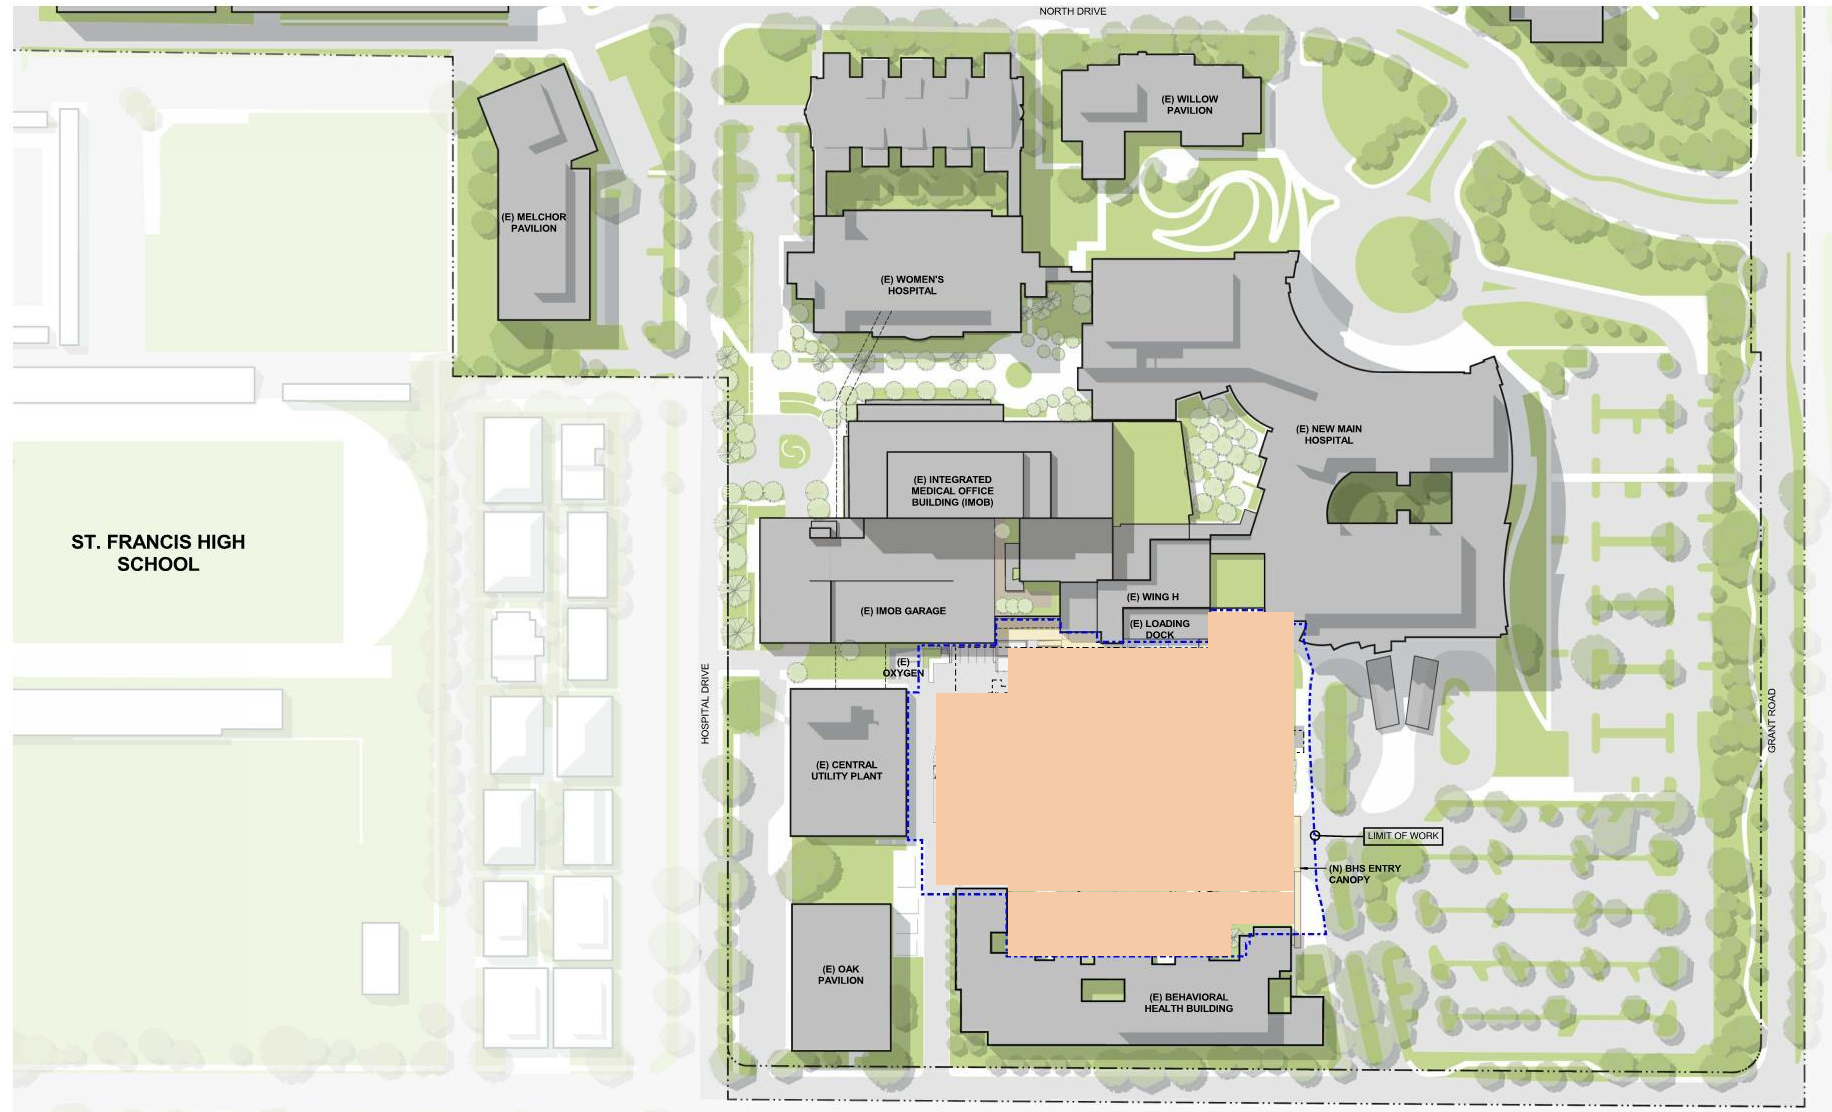 NORTH DRIVE
(E) WILLOW
PAVILION
(E) MELCHOR
PAVILION
(E) WOMEN'S
HOSPITAL
(E) NEW MAIN
HOSPITAL
(E) INTEGRATED
MEDICAL OFFICE
BUILDING (IMOB)
ST. FRANCIS HIGH
SCHOOL
(E) IMOB GARAGE
(E) WING H
(E) LOADING
DOCK
(E)
OXYGEN
HOSPITAL DRIVE
GRANT ROAD
(E) CENTRAL
UTILITY PLANT
LIMIT OF WORK
(N) BHS ENTRY
CANOPY
(E) OAK
PAVILION
(E) BEHAVIORAL
HEALTH BUILDING